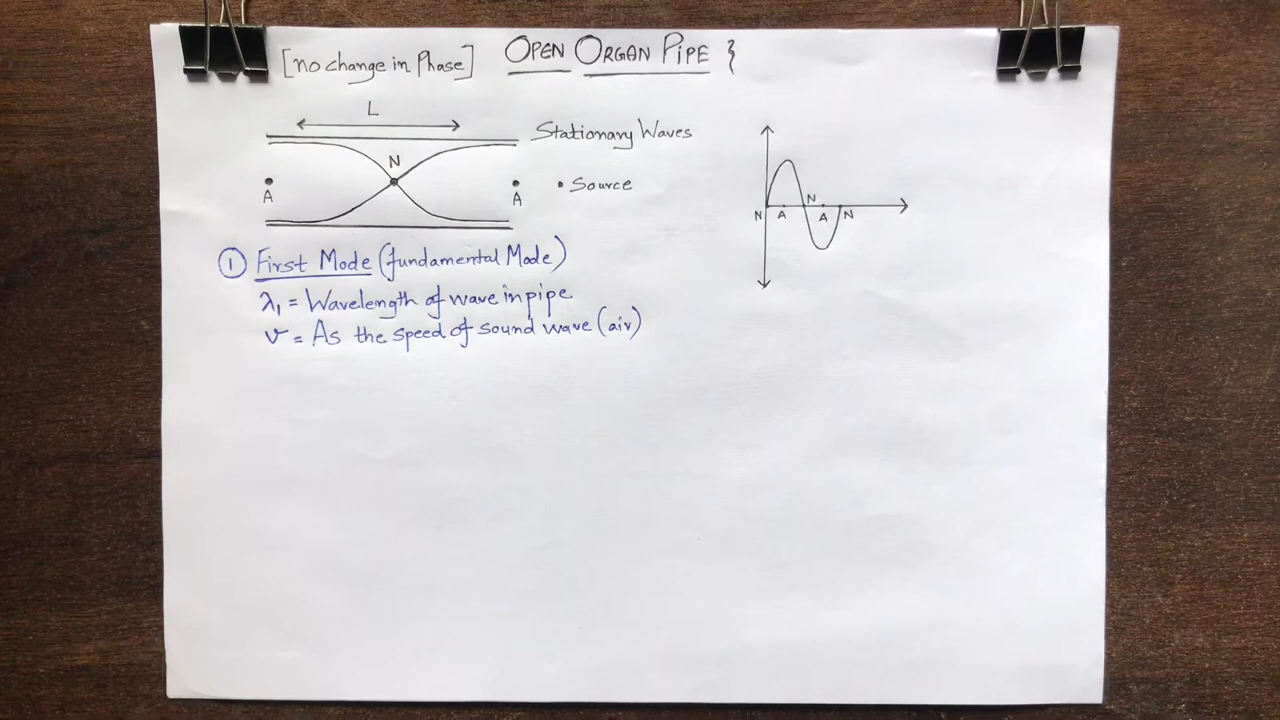 [no change in Phase] OPEN ORGAN PIPE }
L
Stationary Waves
N
A
A
• Source
N
A
N
A
N
① First Mode (fundamental Mode)
λ₁ = Wavelength of wave in pipe
v = As the speed of sound wave (air)